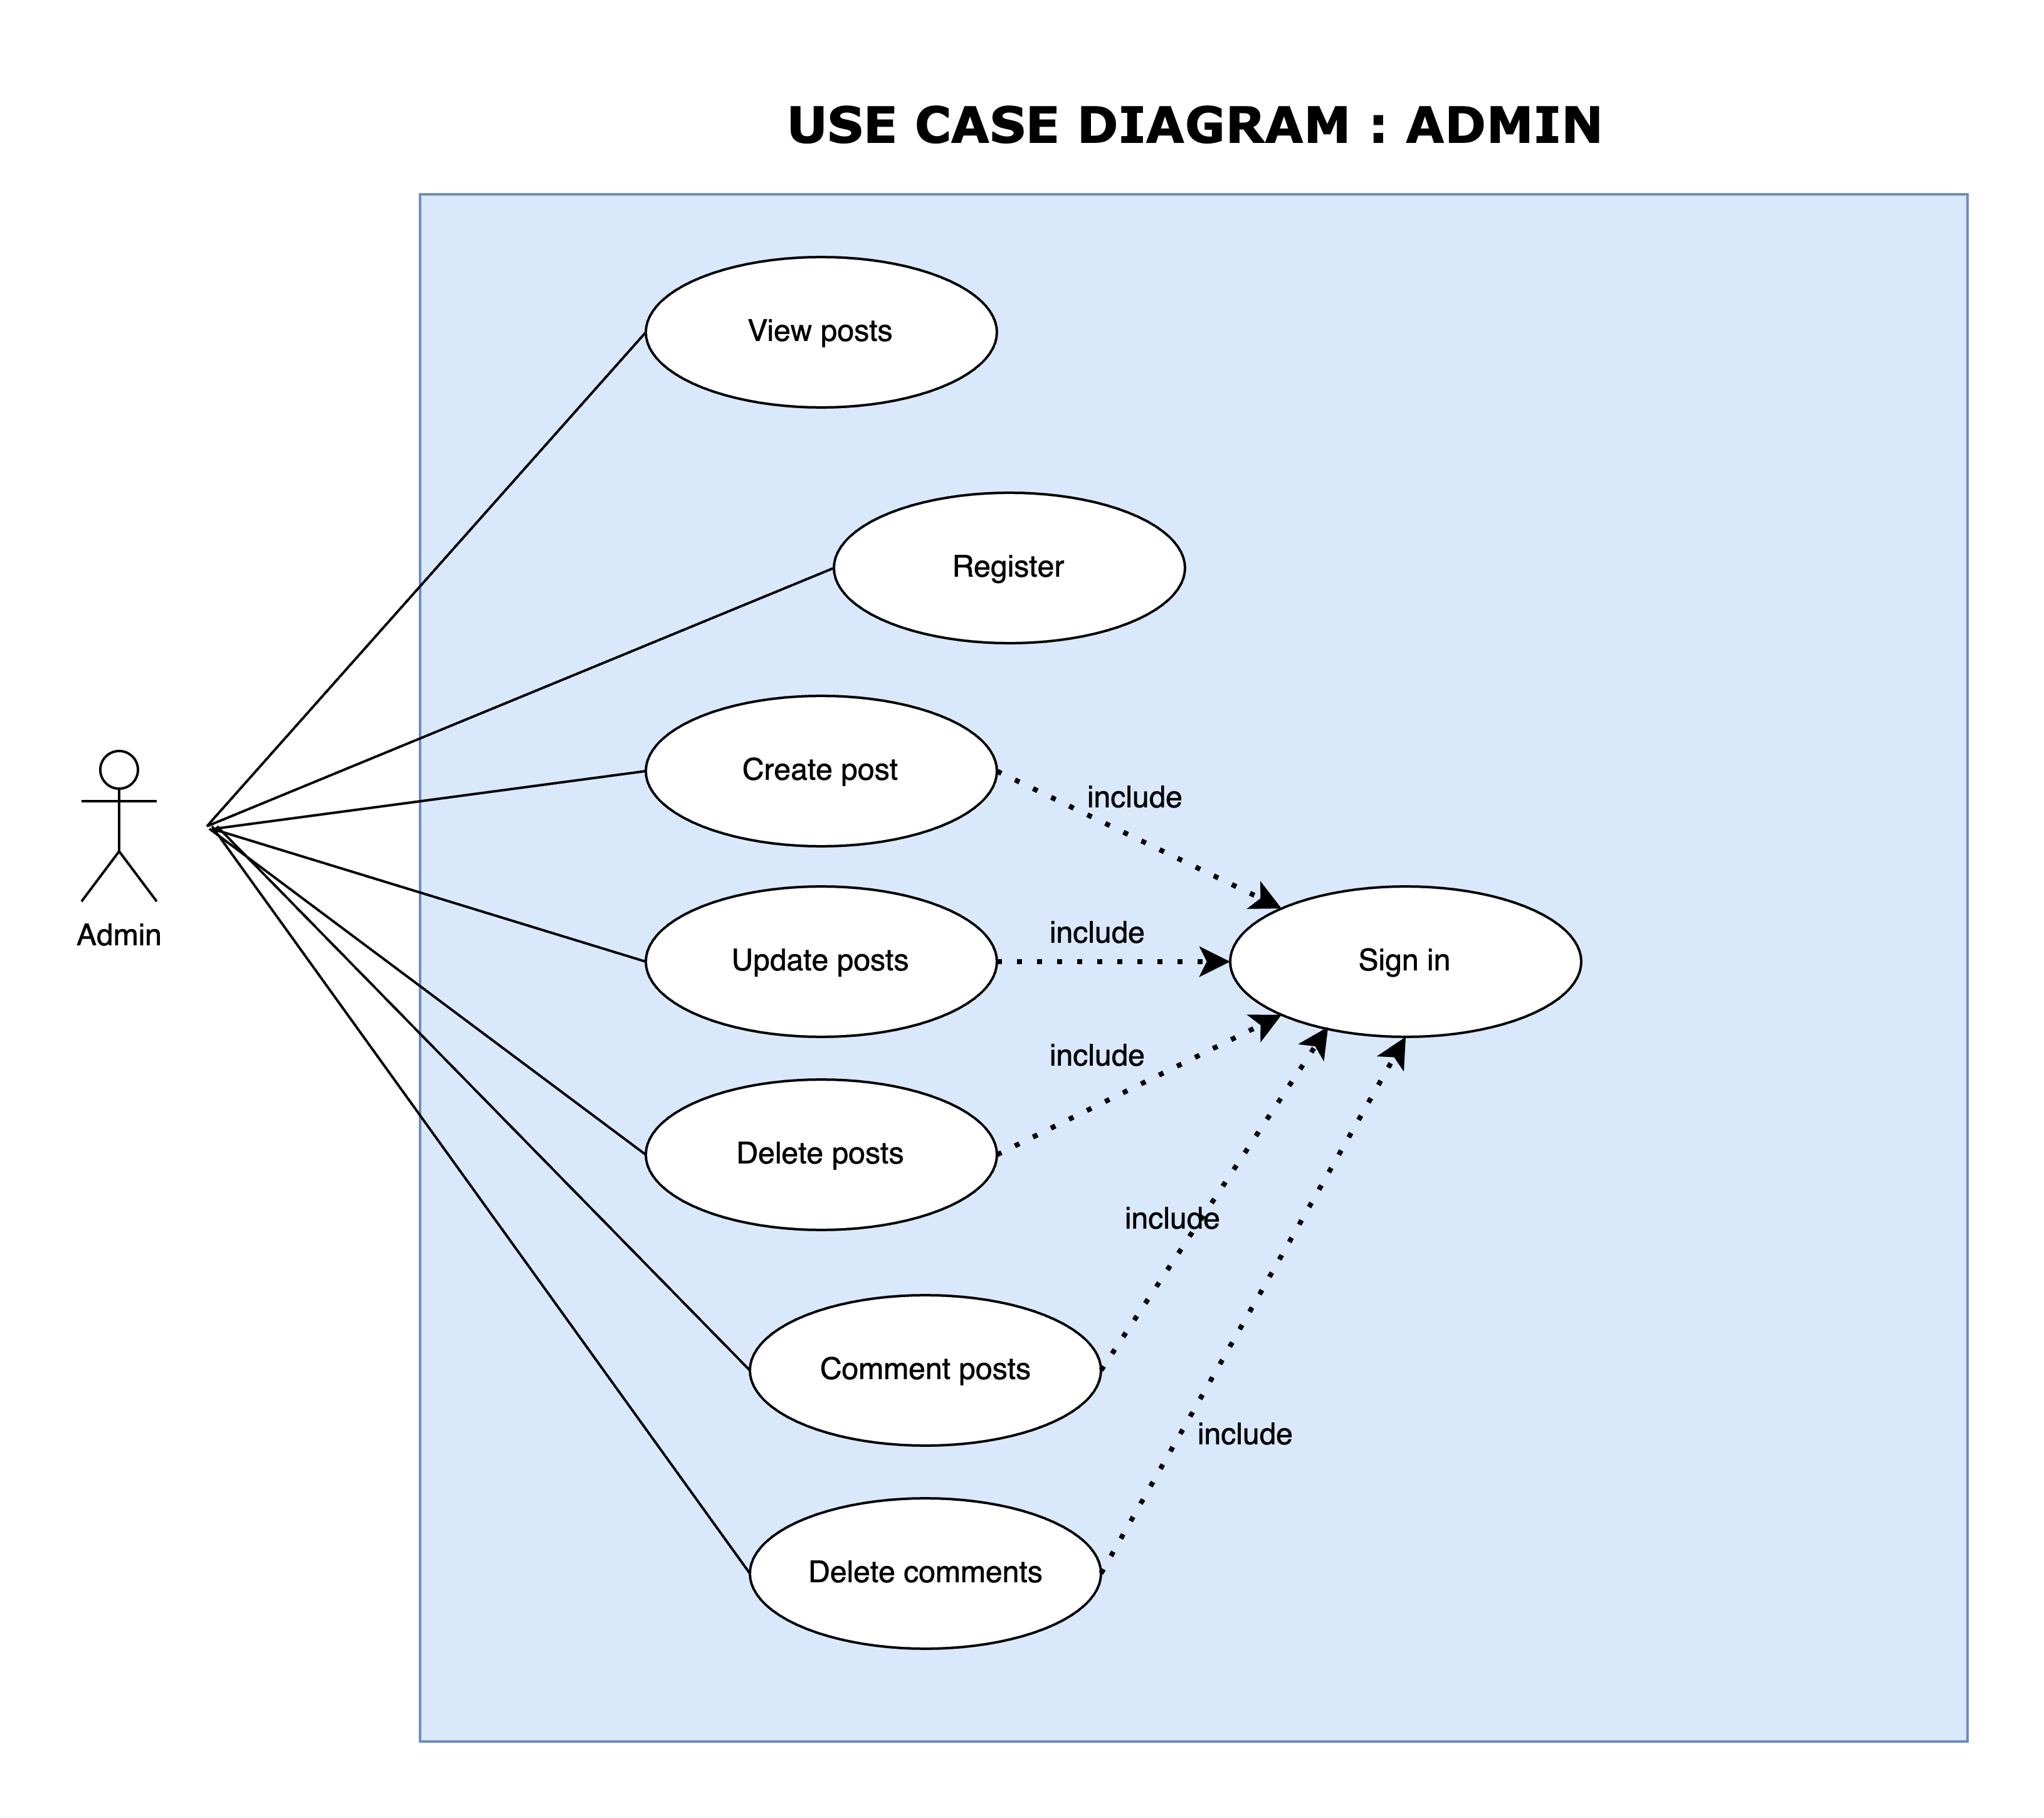 USE CASE DIAGRAM : ADMIN
View posts
Register
Create post
include
Admin
Update posts
include
Sign in
include
Delete posts
include
Comment posts
include
Delete comments